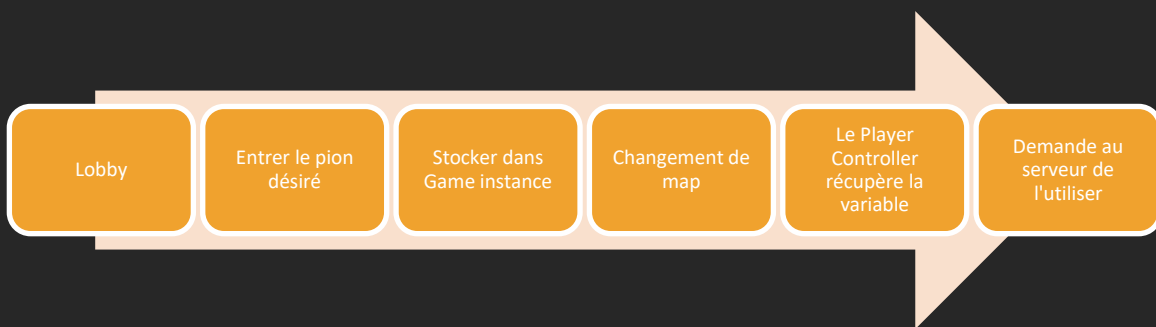 Lobby
Entrer le pion
désiré
Stocker dans
Game instance
Changement de
map
Le Player
Controller
récupère la
variable
Demande au
serveur de
l'utiliser